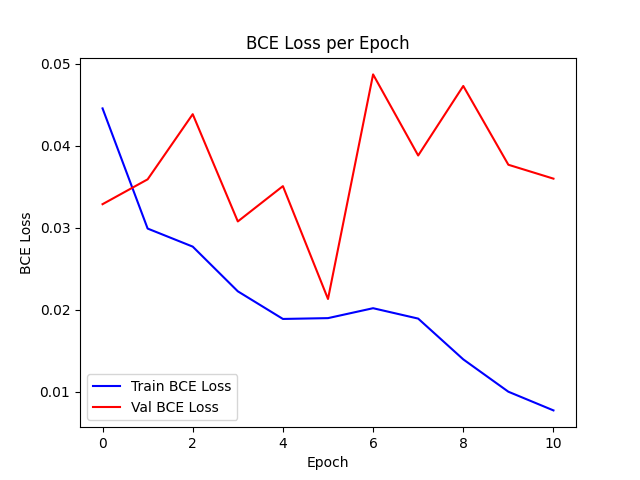 BCE Loss per Epoch
0.05
0.04
0.03
0.02
0.01
BCE Loss
Train BCE Loss
Val BCE Loss
0 2 4 6 8 10
Epoch